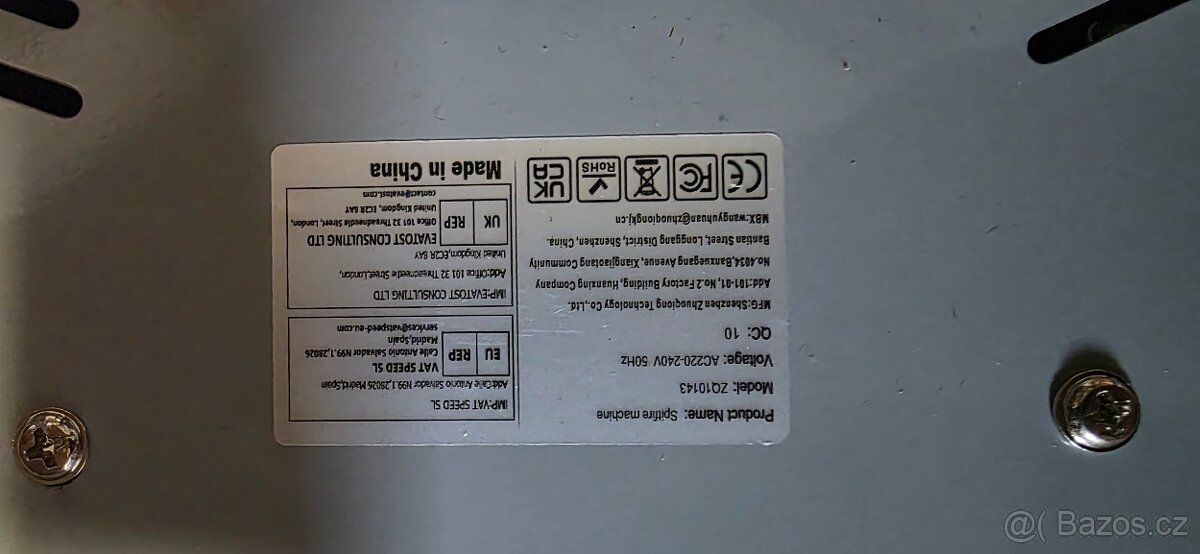 Product Name: Spitfire machine
Model: ZQ10143
Voltage: AC220-240V 50Hz
QC: 10
MFG:Shenzhen Zhuoqiong Technology Co.,Ltd.
Add:101-01, No.2 Factory Building, Huanxing Company
No.4034,Banxuegangxuegang Avenue, Xiangjiaotang Community
Bantian Street, Longgang District, Shenzhen, China.
MBX:wangyuhuan@zhuoqiongkj.cn
CE FC RoHS UK CA
IMP:VAT SPEED SL
Add:Calle Antonio Salvador N99.1,28026 Madrid,Spain
EU REP
VAT SPEED SL
Calle Antonio Salvador N99.1,28026
Madrid,Spain
services@vatspeed-eu.com
IMP:EVATOST CONSULTING LTD
Add:Office 101 32 Threadneedle Street,London,
United Kingdom,EC2R 8AY
UK REP
EVATOST CONSULTING LTD
Office 101 32 Threadneedle Street, London,
United Kingdom, EC2R 8AY
contact@evatost.com
Made in China
@( Bazos.cz